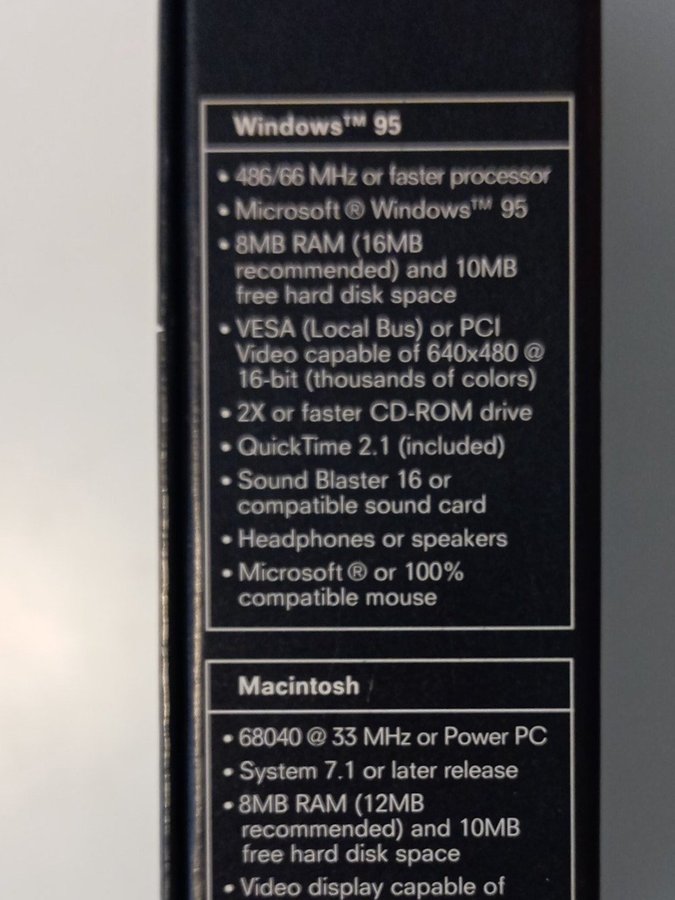 Windows™ 95
• 486/66 MHz or faster processor
• Microsoft® Windows™ 95
• 8MB RAM (16MB
recommended) and 10MB
free hard disk space
• VESA (Local Bus) or PCI
Video capable of 640x480 @
16-bit (thousands of colors)
• 2X or faster CD-ROM drive
• QuickTime 2.1 (included)
• Sound Blaster 16 or
compatible sound card
• Headphones or speakers
• Microsoft® or 100%
compatible mouse
Macintosh
• 68040 @ 33 MHz or Power PC
• System 7.1 or later release
• 8MB RAM (12MB
recommended) and 10MB
free hard disk space
• Video display capable of